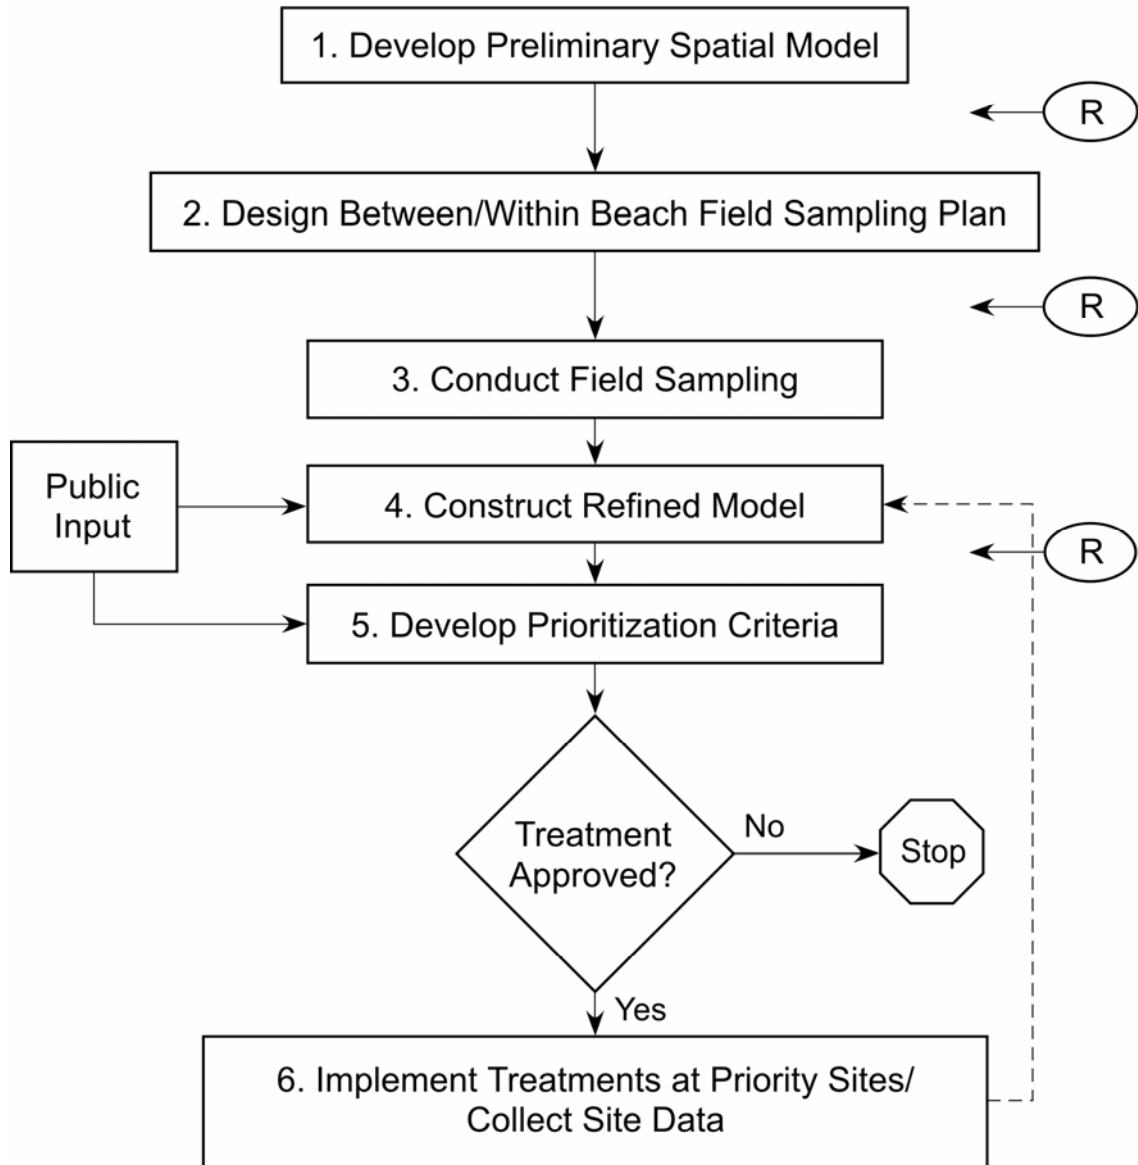 1. Develop Preliminary Spatial Model
R
2. Design Between/Within Beach Field Sampling Plan
R
3. Conduct Field Sampling
Public
Input
4. Construct Refined Model
R
5. Develop Prioritization Criteria
Treatment
Approved?
No
Stop
Yes
6. Implement Treatments at Priority Sites/
Collect Site Data